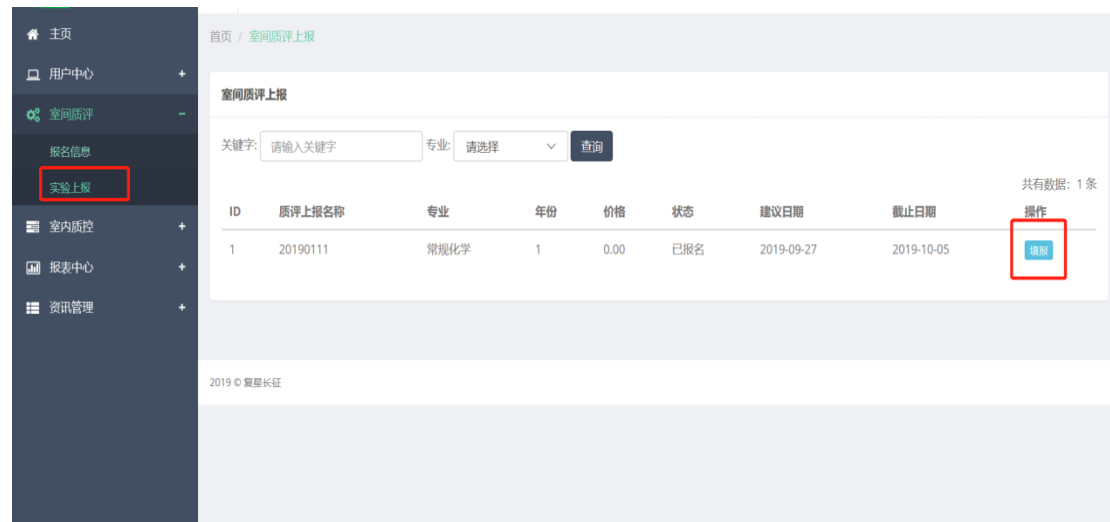 主页
用户中心 +
室间质评 -
报名信息
实验上报
室内质控 +
报表中心 +
资讯管理 +
首页 / 室间质评上报
室间质评上报
关键字: 请输入关键字 专业: 请选择 查询
共有数据: 1 条
ID 质评上报名称 专业 年份 价格 状态 建议日期 截止日期 操作
1 20190111 常规化学 1 0.00 已报名 2019-09-27 2019-10-05 填报
2019 © 复星长征